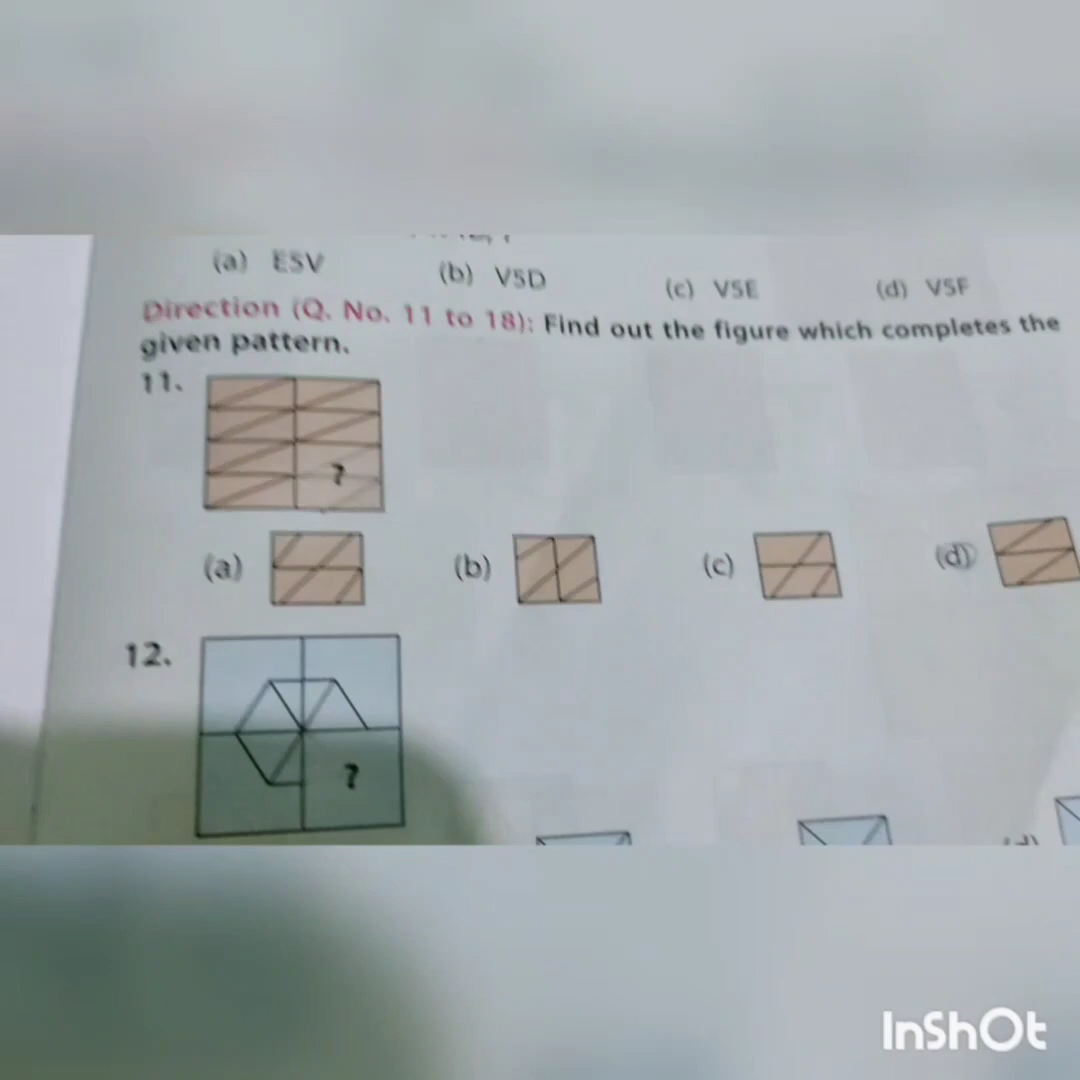 (a) ESV (b) VSD (c) VSE (d) VSF
Direction (Q. No. 11 to 18): Find out the figure which completes the
given pattern.
11.
?
(a) (b) (c) (d)
12.
?
InShOt